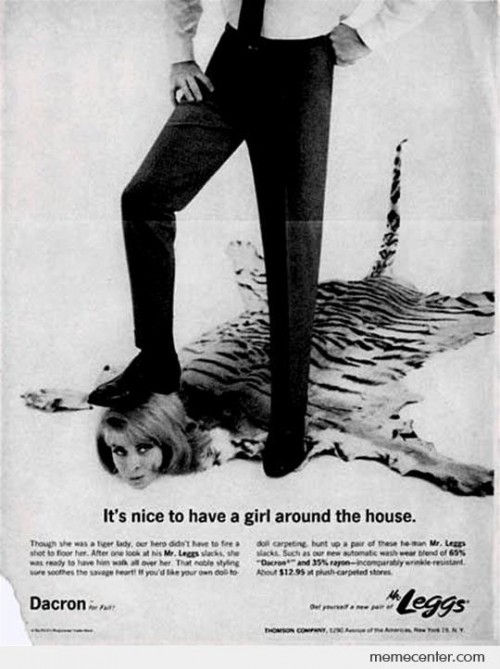 It's nice to have a girl around the house.
Though she was a tiger lady, our hero didn't have to fire a
shot to floor her. After one look at his Mr. Leggs slacks, she
was ready to have him walk all over her. That noble styling
sure soothes the savage heart! If you'd like your own doll-to-
doll carpeting, hunt up a pair of these he-man Mr. Leggs
slacks. Such as our new automatic wash wear blend of 65%
"Dacron®" and 35% rayon—incomparably wrinkle-resistant.
About $12.95 at plush-carpeted stores.
Dacron for Fall!
Get yourself a new pair of Mr. Leggs
THOMSON COMPANY, 1290 Avenue of the Americas, New York 19, N.Y.
memecenter.com